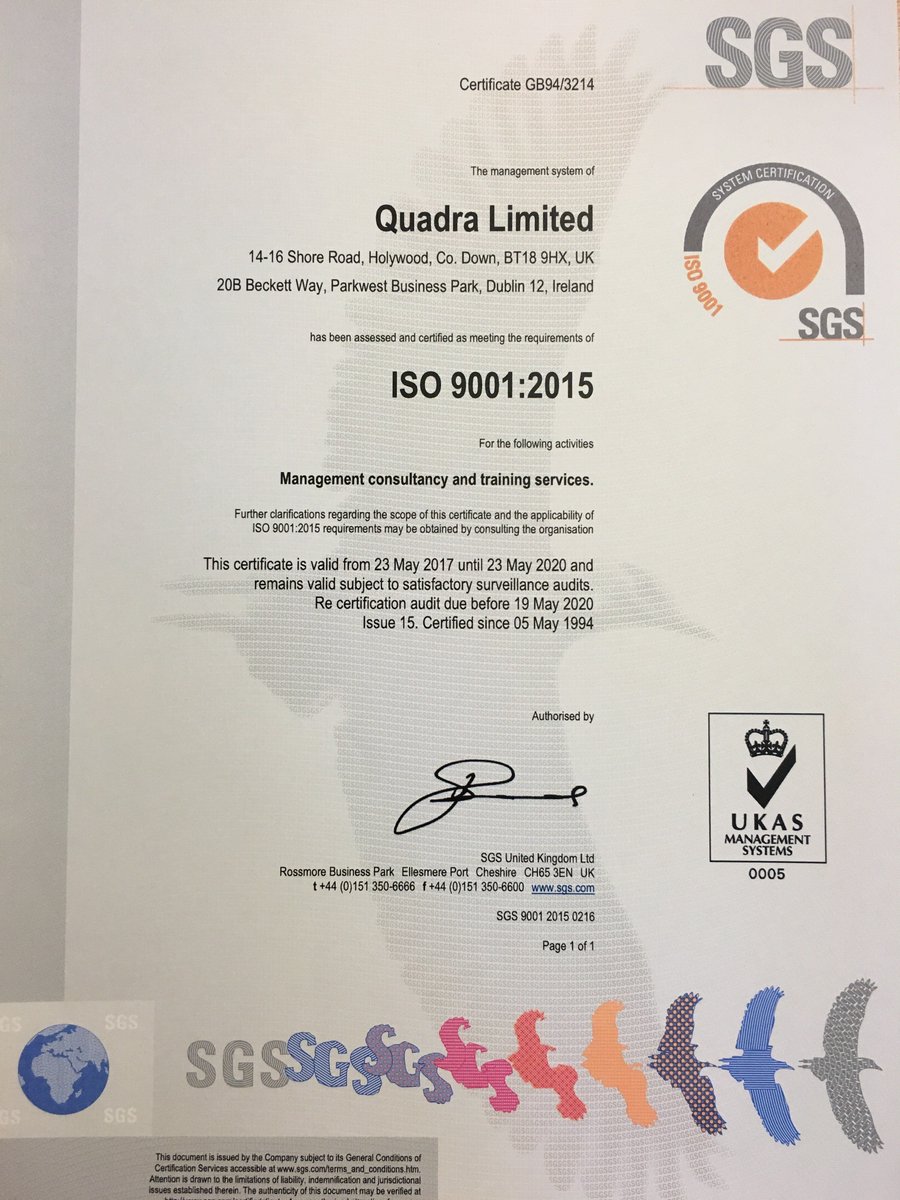 SGS
Certificate GB94/3214
The management system of
Quadra Limited
14-16 Shore Road, Holywood, Co. Down, BT18 9HX, UK
20B Beckett Way, Parkwest Business Park, Dublin 12, Ireland
SYSTEM CERTIFICATION
ISO 9001
SGS
has been assessed and certified as meeting the requirements of
ISO 9001:2015
For the following activities
Management consultancy and training services.
Further clarifications regarding the scope of this certificate and the applicability of
ISO 9001:2015 requirements may be obtained by consulting the organisation
This certificate is valid from 23 May 2017 until 23 May 2020 and
remains valid subject to satisfactory surveillance audits.
Re certification audit due before 19 May 2020
Issue 15. Certified since 05 May 1994
Authorised by
UKAS
MANAGEMENT
SYSTEMS
0005
SGS United Kingdom Ltd
Rossmore Business Park Ellesmere Port Cheshire CH65 3EN UK
t +44 (0)151 350-6666 f +44 (0)151 350-6600 www.sgs.com
SGS 9001 2015 0216
Page 1 of 1
GS SGS
GS SGS
SGS SGS SGS
This document is issued by the Company subject to its General Conditions of
Certification Services accessible at www.sgs.com/terms_and_conditions.htm.
Attention is drawn to the limitations of liability, indemnification and jurisdictional
issues established therein. The authenticity of this document may be verified at